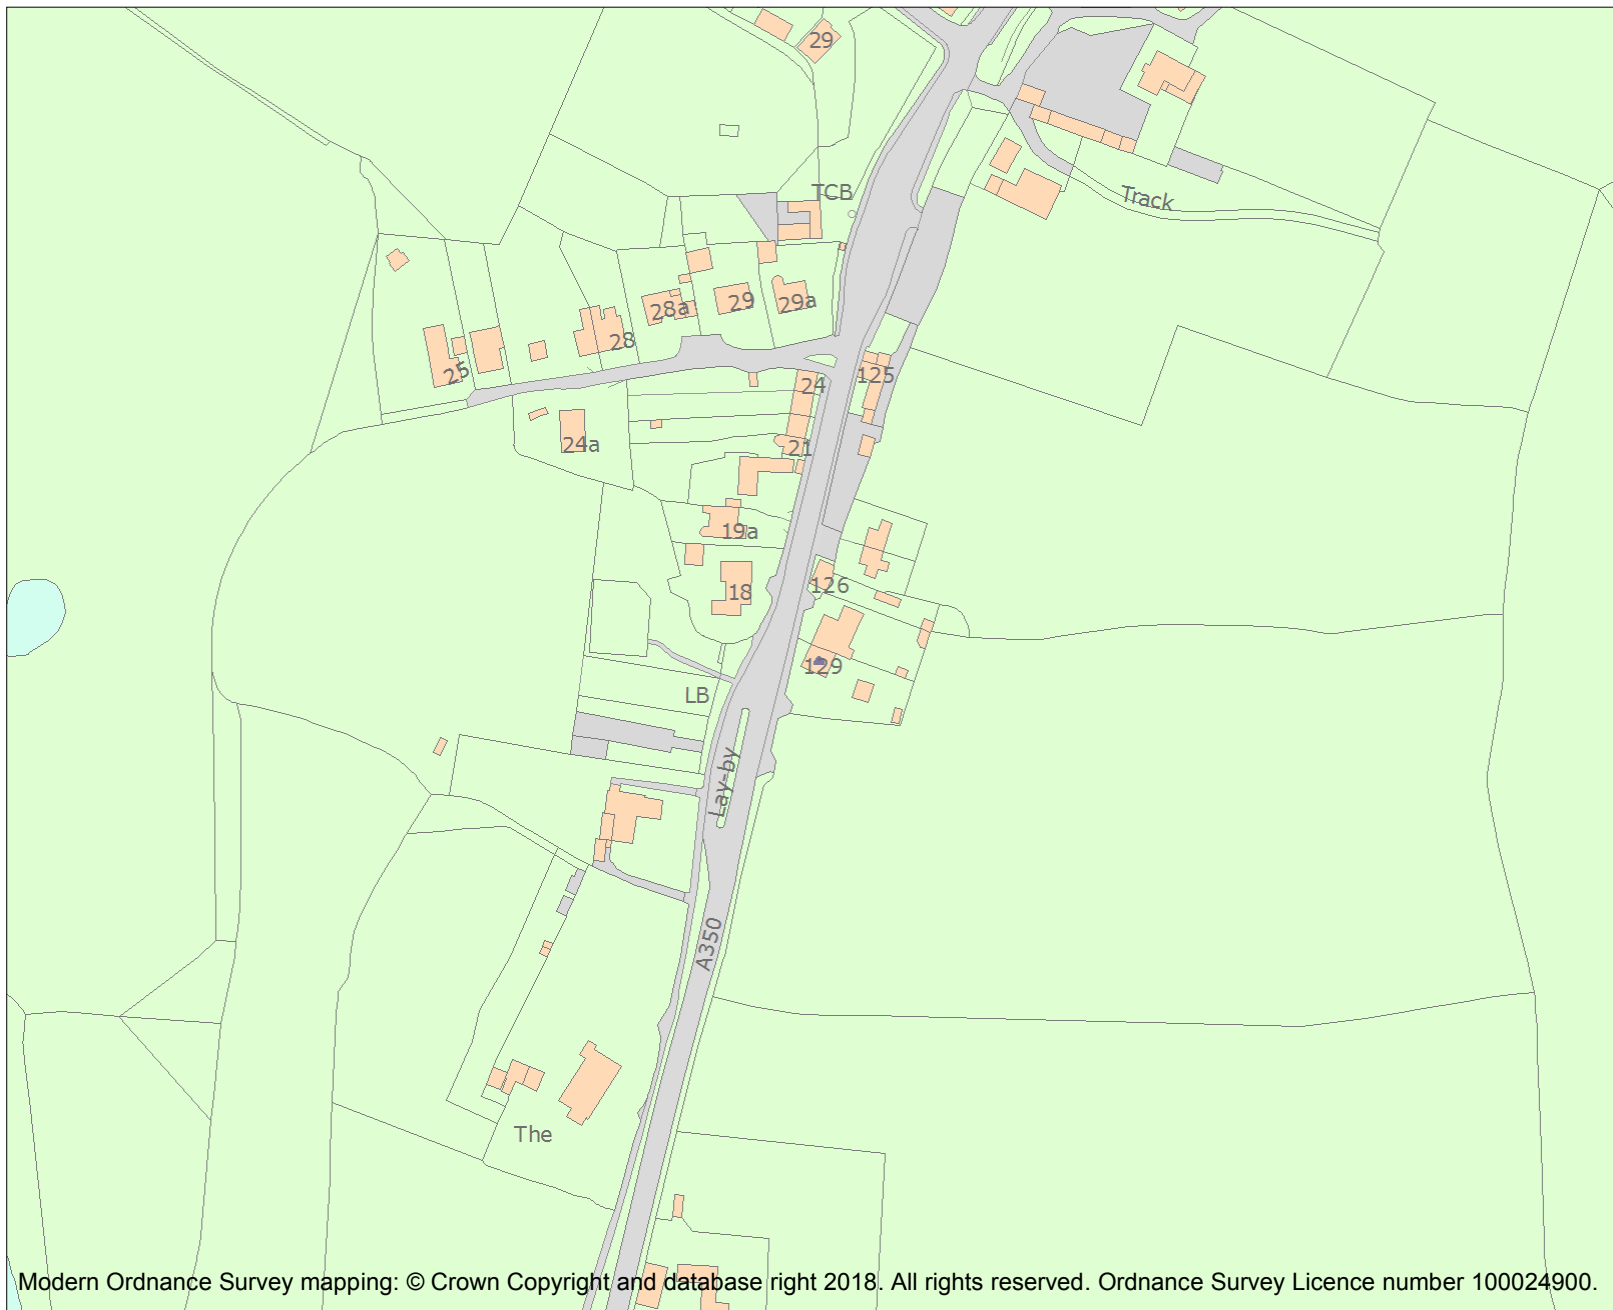 29
TCB
Track
28a
29
29a
28
25
125
24
24a
21
19a
18
126
129
LB
Lay-by
A350
The
Modern Ordnance Survey mapping: © Crown Copyright and database right 2018. All rights reserved. Ordnance Survey Licence number 100024900.